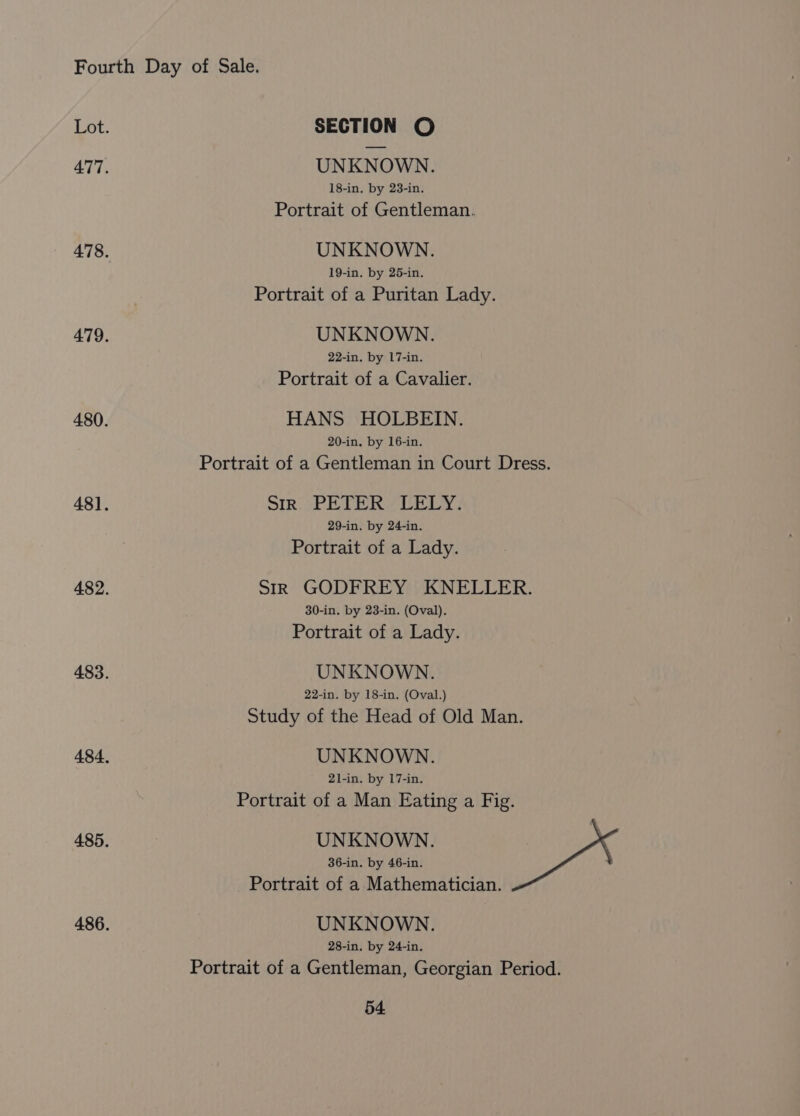 Fourth Day of Sale.
Lot. SECTION O
477. UNKNOWN.
18-in. by 23-in.
Portrait of Gentleman.
478. UNKNOWN.
19-in. by 25-in.
Portrait of a Puritan Lady.
479. UNKNOWN.
22-in. by 17-in.
Portrait of a Cavalier.
480. HANS HOLBEIN.
20-in. by 16-in.
Portrait of a Gentleman in Court Dress.
481. SIR PETER LELY.
29-in. by 24-in.
Portrait of a Lady.
482. SIR GODFREY KNELLER.
30-in. by 23-in. (Oval).
Portrait of a Lady.
483. UNKNOWN.
22-in. by 18-in. (Oval.)
Study of the Head of Old Man.
484. UNKNOWN.
21-in. by 17-in.
Portrait of a Man Eating a Fig.
485. UNKNOWN.
36-in. by 46-in.
Portrait of a Mathematician.
486. UNKNOWN.
28-in. by 24-in.
Portrait of a Gentleman, Georgian Period.
54